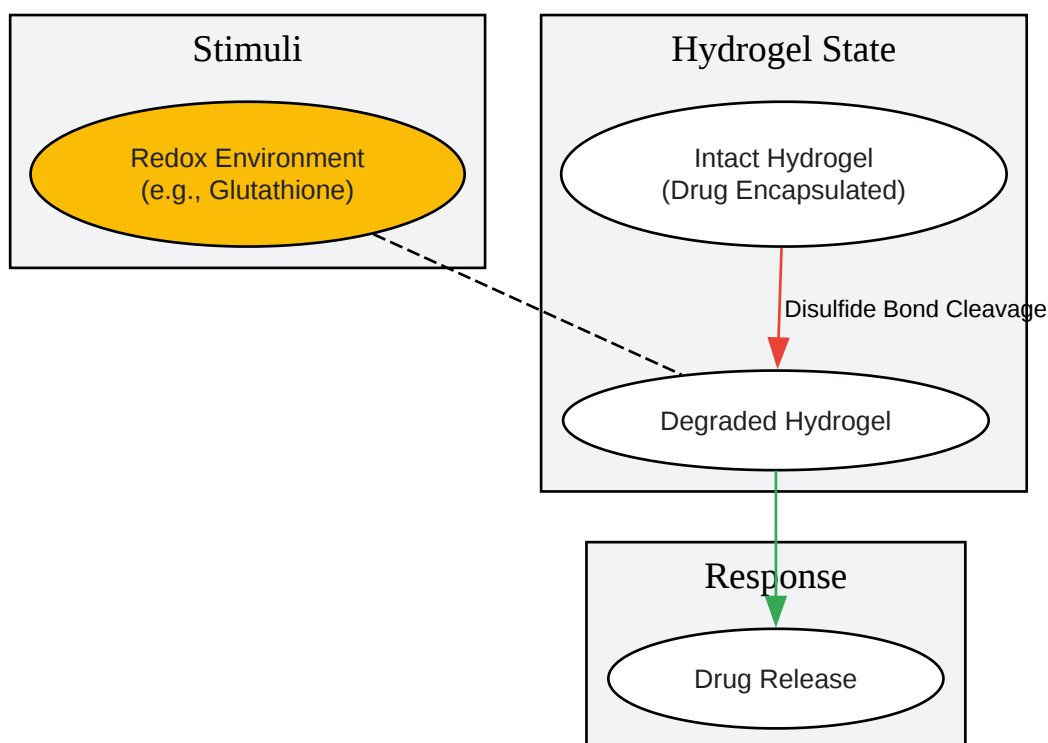 Stimuli
Redox Environment
(e.g., Glutathione)
Hydrogel State
Intact Hydrogel
(Drug Encapsulated)
Disulfide Bond Cleavage
Degraded Hydrogel
Response
Drug Release